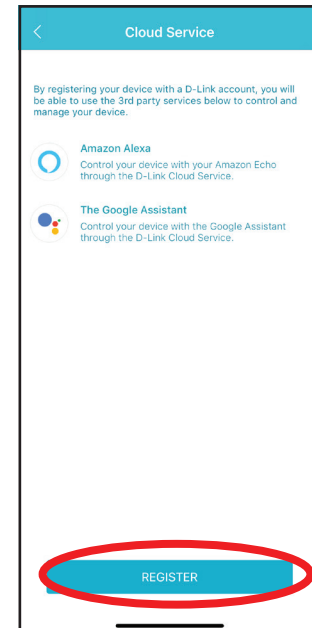 Cloud Service
By registering your device with a D-Link account, you will
be able to use the 3rd party services below to control and
manage your device.
Amazon Alexa
Control your device with your Amazon Echo
through the D-Link Cloud Service.
The Google Assistant
Control your device with the Google Assistant
through the D-Link Cloud Service.
REGISTER